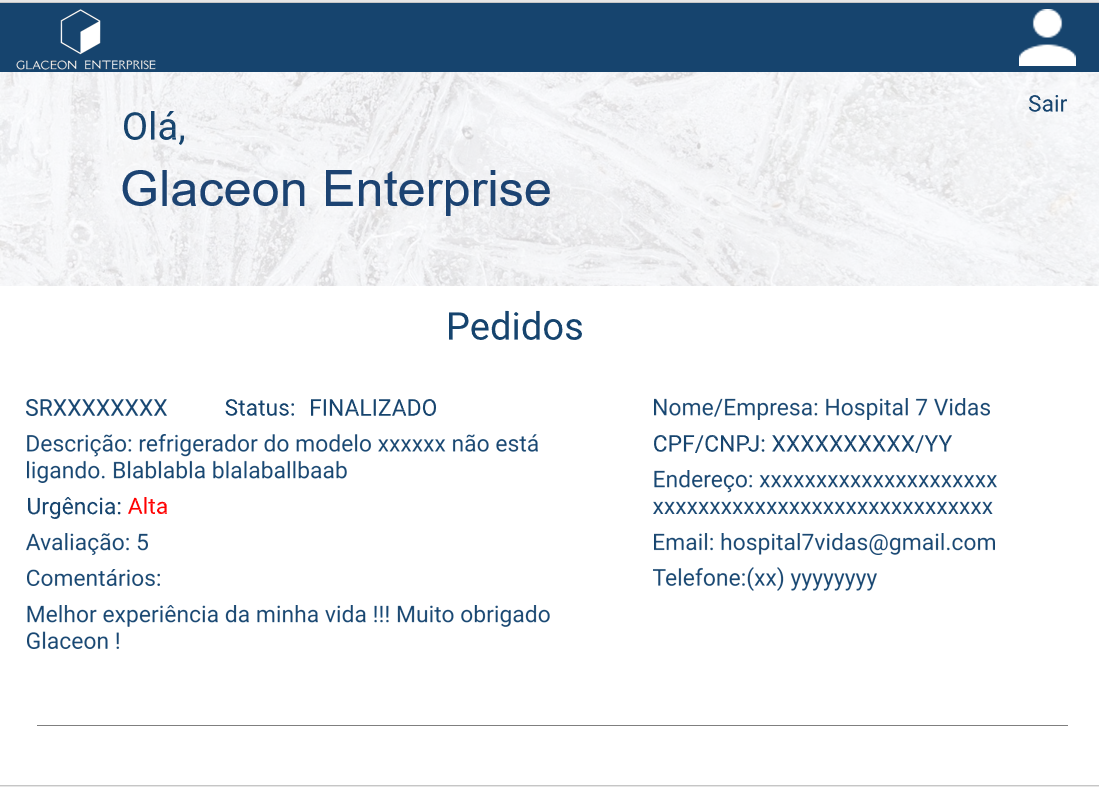 GLACEON ENTERPRISE
Sair
Olá,
Glaceon Enterprise
Pedidos
SRXXXXXXXX Status: FINALIZADO
Descrição: refrigerador do modelo xxxxxx não está
ligando. Blablabla blalaballbaab
Urgência: Alta
Avaliação: 5
Comentários:
Melhor experiência da minha vida !!! Muito obrigado
Glaceon !
Nome/Empresa: Hospital 7 Vidas
CPF/CNPJ: XXXXXXXXXX/YY
Endereço: xxxxxxxxxxxxxxxxxxxxx
xxxxxxxxxxxxxxxxxxxxxxxxxxxxxx
Email: hospital7vidas@gmail.com
Telefone:(xx) yyyyyyyy